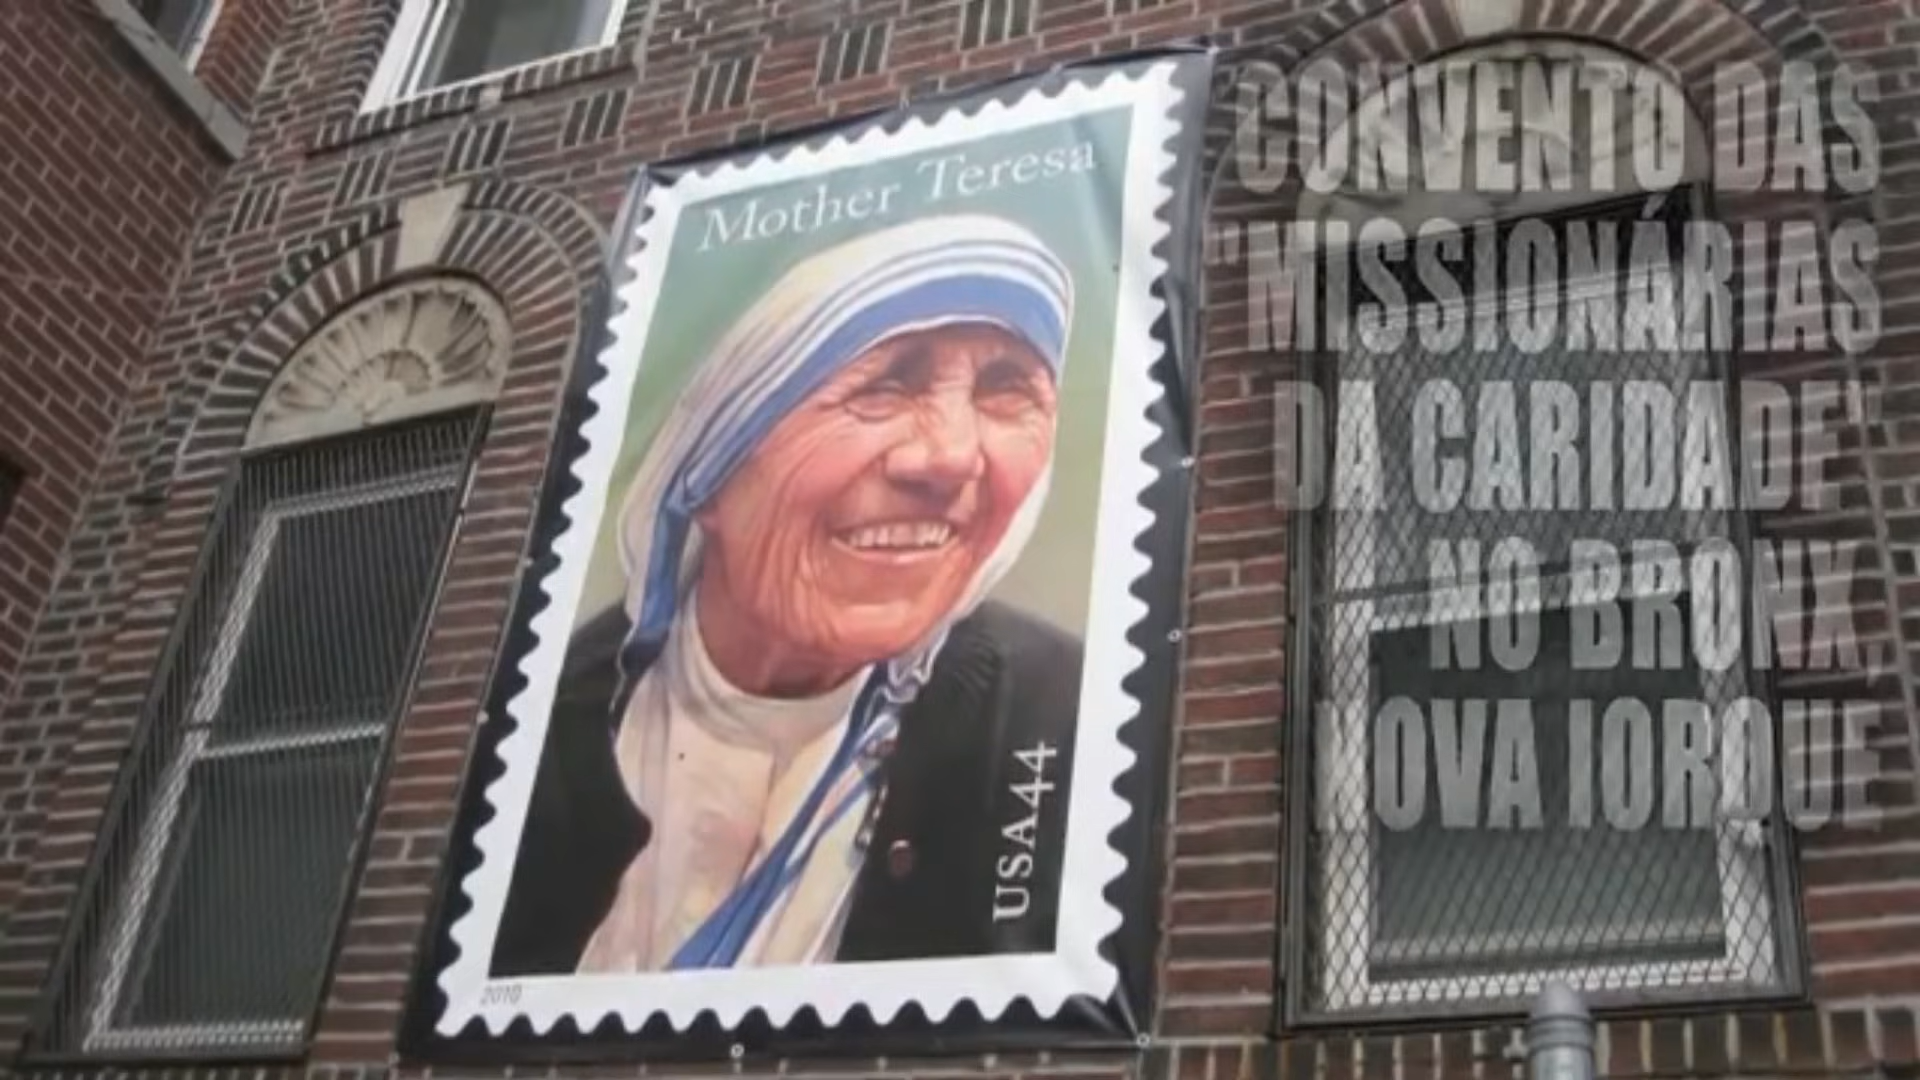 Mother Teresa
USA44
2010
CONVENTO DAS
"MISSIONÁRIAS
DA CARIDADE"
NO BRONX,
NOVA IORQUE